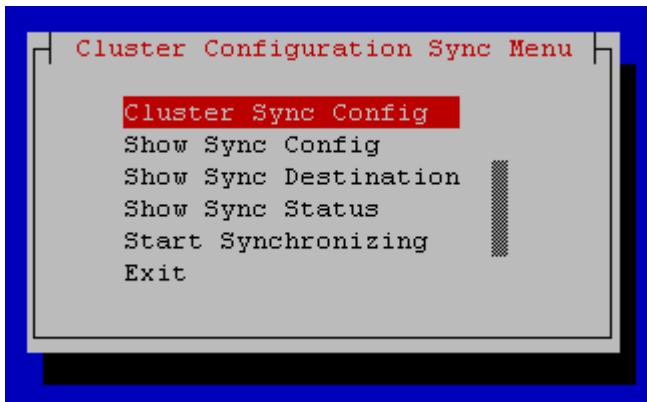 Cluster Configuration Sync Menu
Cluster Sync Config
Show Sync Config
Show Sync Destination
Show Sync Status
Start Synchronizing
Exit